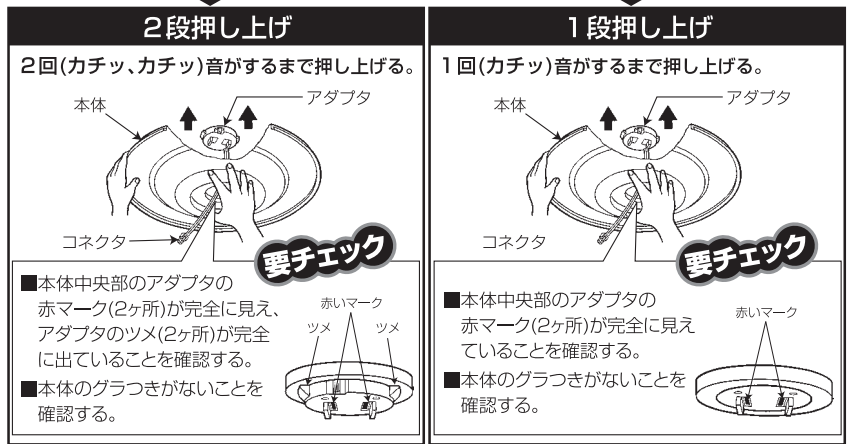 2段押し上げ
2回(カチッ、カチッ)音がするまで押し上げる。
本体
アダプタ
コネクタ
要チェック
■本体中央部のアダプタの
赤マーク(2ヶ所)が完全に見え、
アダプタのツメ(2ヶ所)が完全
に出ていることを確認する。
■本体のグラつきがないことを
確認する。
赤いマーク
ツメ
ツメ
1段押し上げ
1回(カチッ)音がするまで押し上げる。
本体
アダプタ
コネクタ
要チェック
■本体中央部のアダプタの
赤マーク(2ヶ所)が完全に見え
ていることを確認する。
■本体のグラつきがないことを
確認する。
赤いマーク